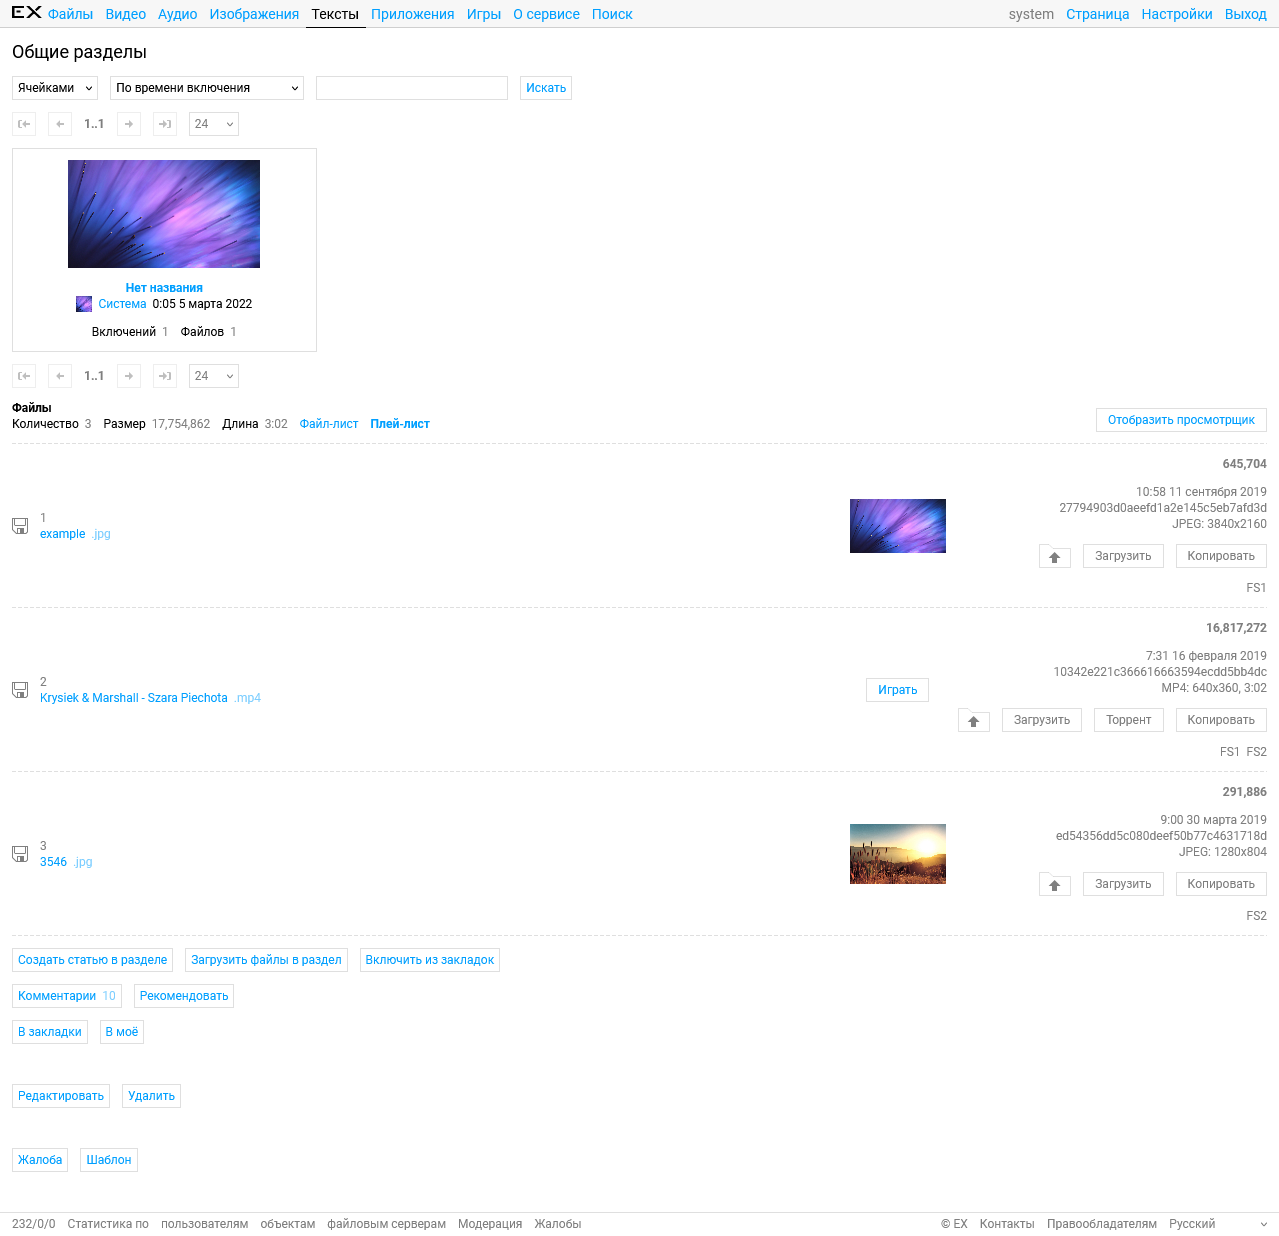 EX Файлы Видео Аудио Изображения Тексты Приложения Игры О сервисе Поиск system Страница Настройки Выход
Общие разделы
Ячейками По времени включения Искать
1..1 24
Нет названия
Система 0:05 5 марта 2022
Включений 1 Файлов 1
1..1 24
Файлы
Количество 3 Размер 17,754,862 Длина 3:02 Файл-лист Плей-лист Отобразить просмотрщик
645,704
10:58 11 сентября 2019
27794903d0aeefd1a2e145c5eb7afd3d
JPEG: 3840x2160
1
example .jpg
Загрузить Копировать
FS1
16,817,272
7:31 16 февраля 2019
10342e221c366616663594ecdd5bb4dc
MP4: 640x360, 3:02
2
Krysiek & Marshall - Szara Piechota .mp4
Играть
Загрузить Торрент Копировать
FS1 FS2
291,886
9:00 30 марта 2019
ed54356dd5c080deef50b77c4631718d
JPEG: 1280x804
3
3546 .jpg
Загрузить Копировать
FS2
Создать статью в разделе Загрузить файлы в раздел Включить из закладок
Комментарии 10 Рекомендовать
В закладки В моё
Редактировать Удалить
Жалоба Шаблон
232/0/0 Статистика по пользователям объектам файловым серверам Модерация Жалобы © EX Контакты Правообладателям Русский